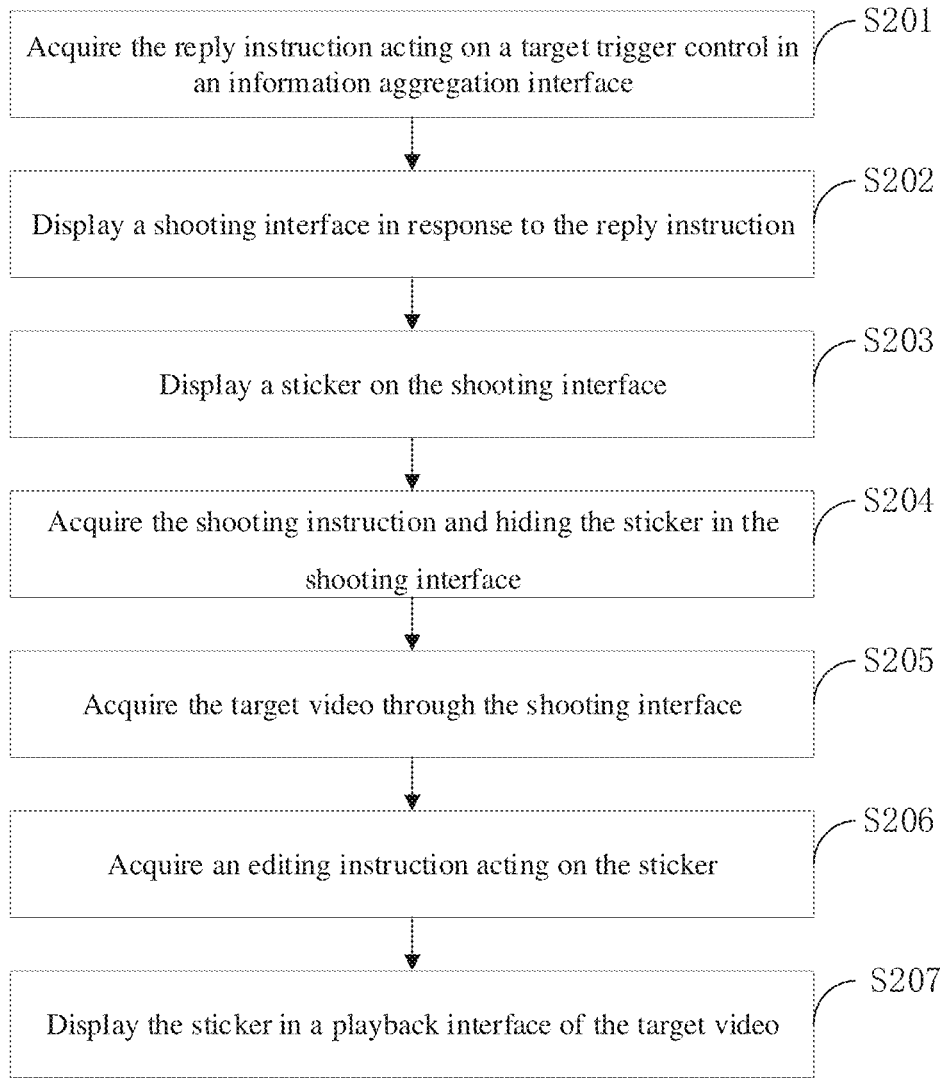 S201
Acquire the reply instruction acting on a target trigger control in
an information aggregation interface
S202
Display a shooting interface in response to the reply instruction
S203
Display a sticker on the shooting interface
S204
Acquire the shooting instruction and hiding the sticker in the
shooting interface
S205
Acquire the target video through the shooting interface
S206
Acquire an editing instruction acting on the sticker
S207
Display the sticker in a playback interface of the target video